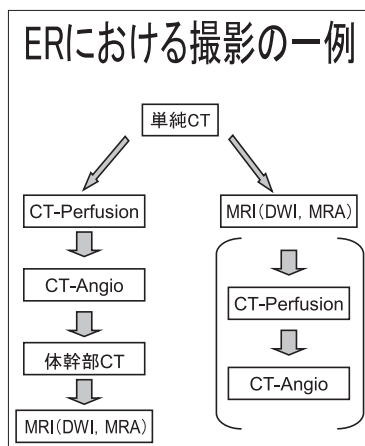 ERにおける撮影の一例
単純CT
CT-Perfusion
CT-Angio
体幹部CT
MRI(DWI, MRA)
MRI(DWI, MRA)
CT-Perfusion
CT-Angio